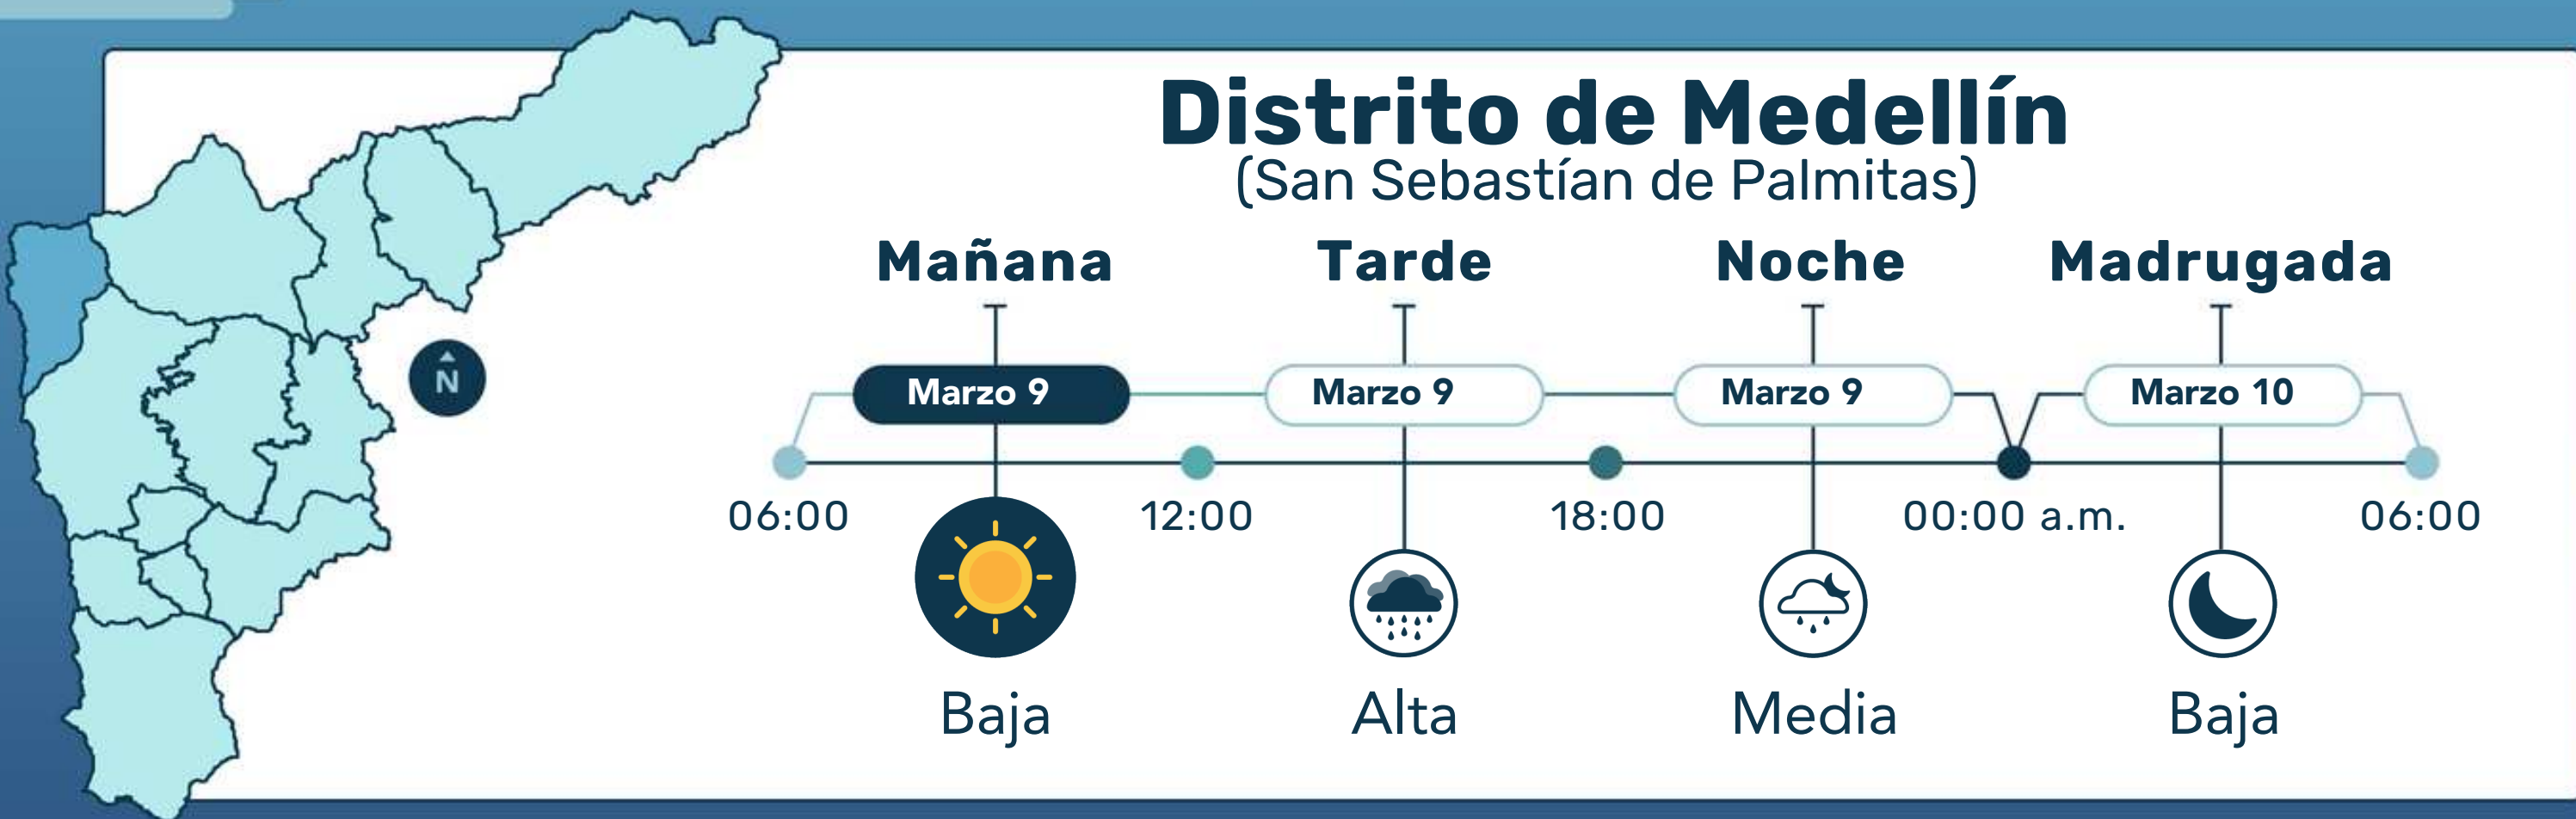 Distrito de Medellín
(San Sebastían de Palmitas)
Mañana Tarde Noche Madrugada
Marzo 9 Marzo 9 Marzo 9 Marzo 10
N
06:00 12:00 18:00 00:00 a.m. 06:00
Baja Alta Media Baja